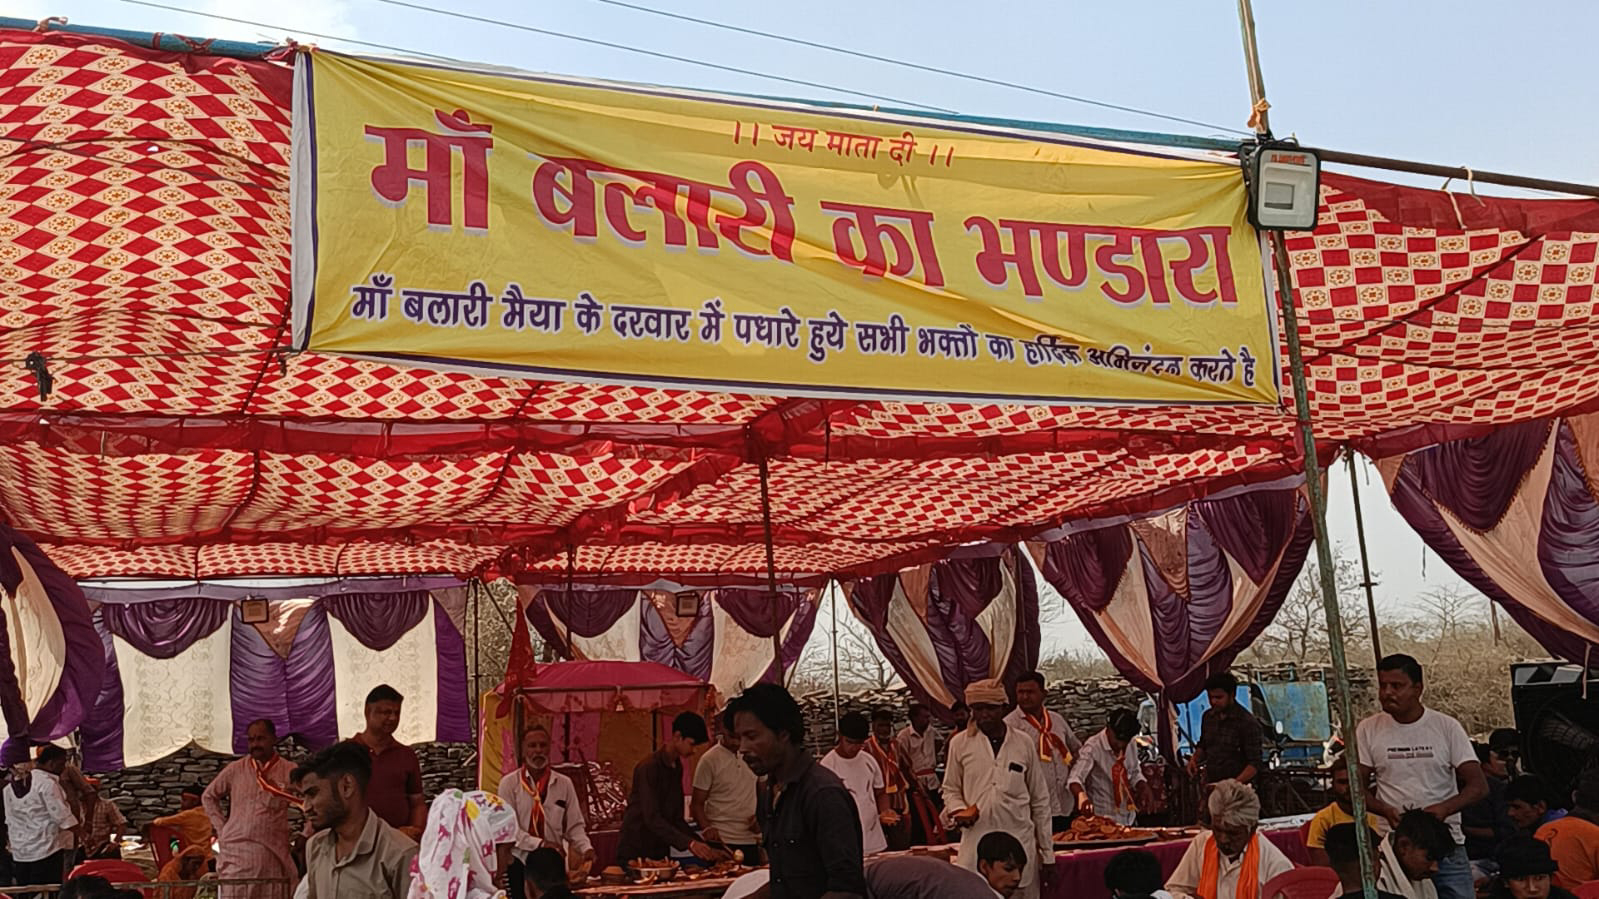 ।। जय माता दी ।।
माँ बलारी का भण्डारा
माँ बलारी मैया के दरवार में पधारे हुये सभी भक्तों का हार्दिक अभिनंदन करते है